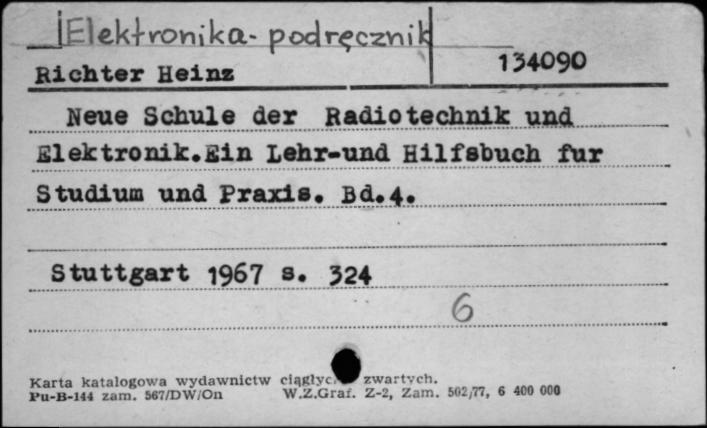 Elektronika- podręcznik
134090
Richter Heinz
Neue Schule der Radiotechnik und
Elektronik.Ein Lehr-und Hilfsbuch fur
Studium und Praxis. Bd.4.
Stuttgart 1967 s. 324
6
Karta katalogowa wydawnictw zwartych.
Pu-B-144 zam. 567/DW/On W.Z.Graf. Z-2, Zam. 502/77, 6 400 000